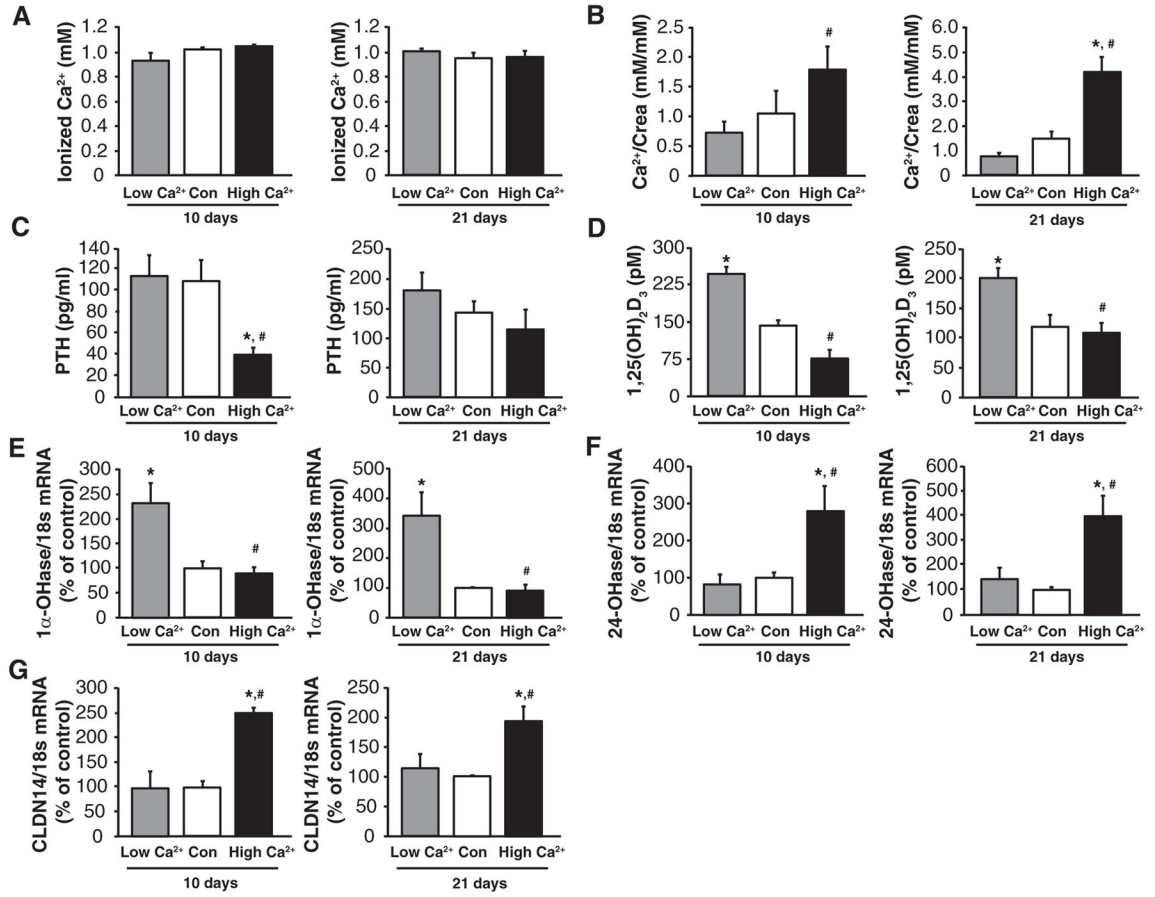 A
Ionized Ca²⁺ (mM)
1.2
1.0
0.8
0.6
0.4
0.2
0
Low Ca²⁺ Con High Ca²⁺
10 days
Ionized Ca²⁺ (mM)
1.2
1.0
0.8
0.6
0.4
0.2
0
Low Ca²⁺ Con High Ca²⁺
21 days
B
Ca²⁺/Crea (mM/mM)
2.5
2.0
1.5
1.0
0.5
0
#
Low Ca²⁺ Con High Ca²⁺
10 days
Ca²⁺/Crea (mM/mM)
6.0
5.0
4.0
3.0
2.0
1.0
0
*, #
Low Ca²⁺ Con High Ca²⁺
21 days
C
PTH (pg/ml)
140
120
100
80
60
40
20
0
*, #
Low Ca²⁺ Con High Ca²⁺
10 days
PTH (pg/ml)
250
200
150
100
50
0
Low Ca²⁺ Con High Ca²⁺
21 days
D
1,25(OH)₂D₃ (pM)
300
225
150
75
0
*
#
Low Ca²⁺ Con High Ca²⁺
10 days
1,25(OH)₂D₃ (pM)
250
200
150
100
50
0
*
#
Low Ca²⁺ Con High Ca²⁺
21 days
E
1α-OHase/18s mRNA
(% of control)
300
250
200
150
100
50
0
*
#
Low Ca²⁺ Con High Ca²⁺
10 days
1α-OHase/18s mRNA
(% of control)
500
400
300
200
100
0
*
#
Low Ca²⁺ Con High Ca²⁺
21 days
F
24-OHase/18s mRNA
(% of control)
400
300
200
100
0
*, #
Low Ca²⁺ Con High Ca²⁺
10 days
24-OHase/18s mRNA
(% of control)
600
500
400
300
200
100
0
*, #
Low Ca²⁺ Con High Ca²⁺
21 days
G
CLDN14/18s mRNA
(% of control)
300
250
200
150
100
50
0
*,#
Low Ca²⁺ Con High Ca²⁺
10 days
CLDN14/18s mRNA
(% of control)
250
200
150
100
50
0
*,#
Low Ca²⁺ Con High Ca²⁺
21 days